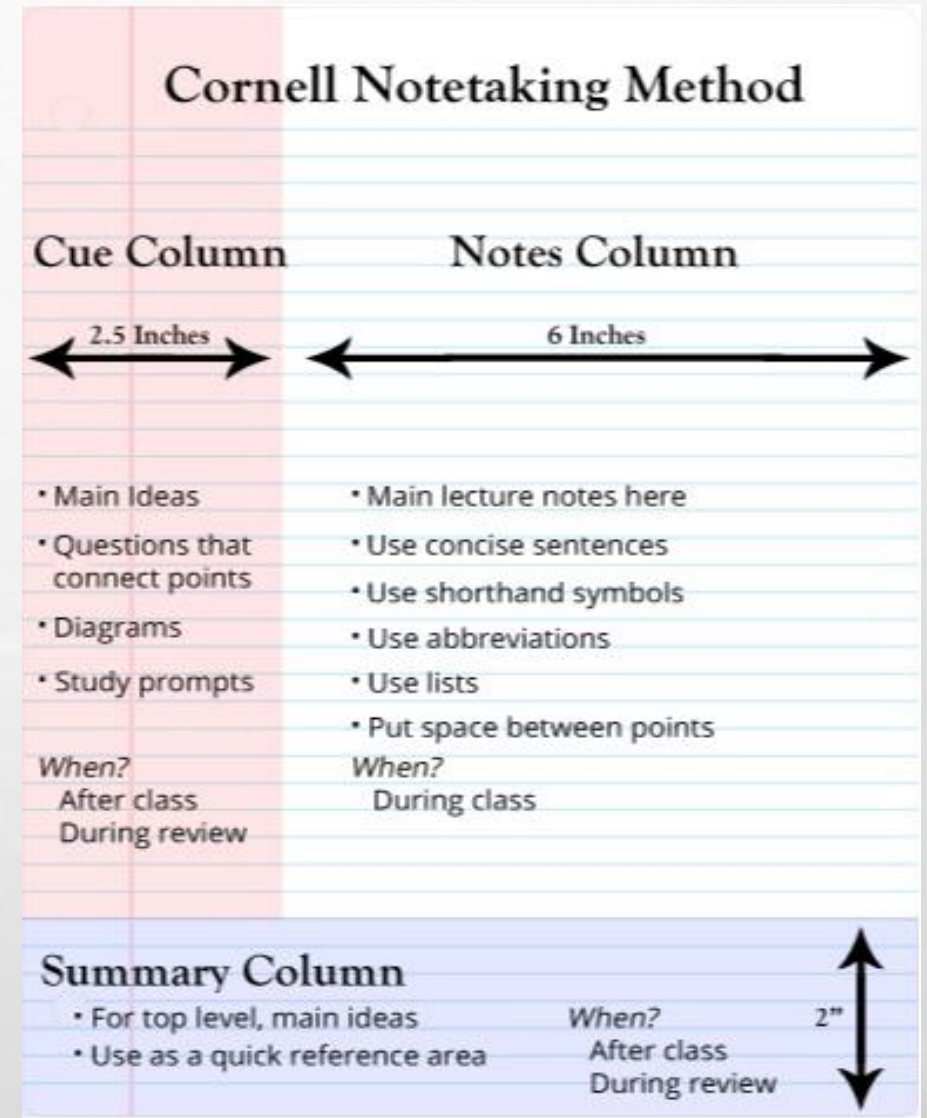 Cornell Notetaking Method
Cue Column
2.5 Inches
• Main Ideas
• Questions that
connect points
• Diagrams
• Study prompts
When?
After class
During review
Notes Column
6 Inches
• Main lecture notes here
• Use concise sentences
• Use shorthand symbols
• Use abbreviations
• Use lists
• Put space between points
When?
During class
Summary Column
• For top level, main ideas
• Use as a quick reference area
When?
After class
During review
2”